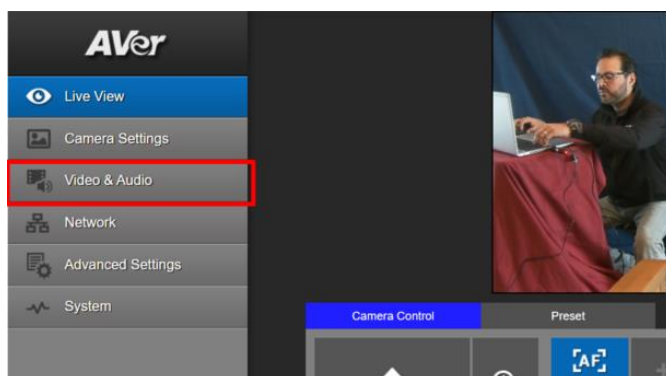 AVer
Live View
Camera Settings
Video & Audio
Network
Advanced Settings
System
Camera Control
Preset
AF